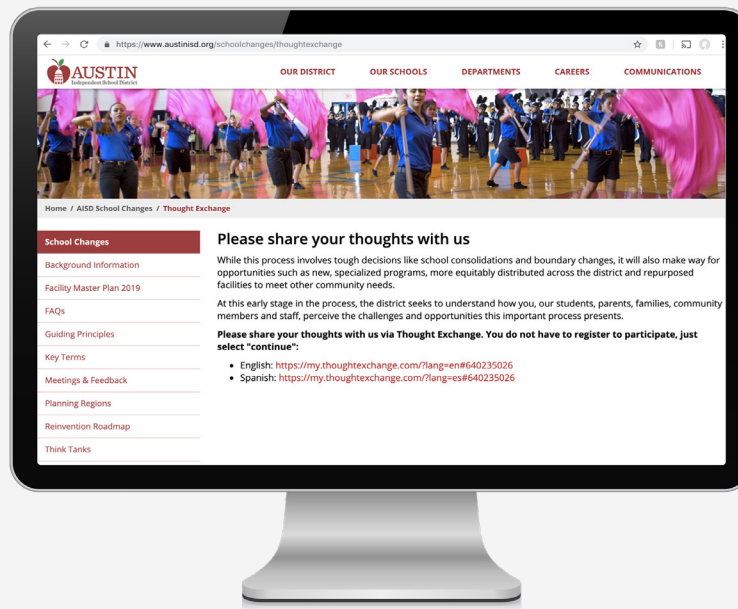 https://www.austinisd.org/schoolchanges/thoughtexchange
AUSTIN
Independent School District
OUR DISTRICT
OUR SCHOOLS
DEPARTMENTS
CAREERS
COMMUNICATIONS
Home / AISD School Changes / Thought Exchange
School Changes
Background Information
Facility Master Plan 2019
FAQs
Guiding Principles
Key Terms
Meetings & Feedback
Planning Regions
Reinvention Roadmap
Think Tanks
Please share your thoughts with us
While this process involves tough decisions like school consolidations and boundary changes, it will also make way for
opportunities such as new, specialized programs, more equitably distributed across the district and repurposed
facilities to meet other community needs.
At this early stage in the process, the district seeks to understand how you, our students, parents, families, community
members and staff, perceive the challenges and opportunities this important process presents.
Please share your thoughts with us via Thought Exchange. You do not have to register to participate, just
select "continue":
• English: https://my.thoughtexchange.com/?lang=en#640235026
• Spanish: https://my.thoughtexchange.com/?lang=es#640235026